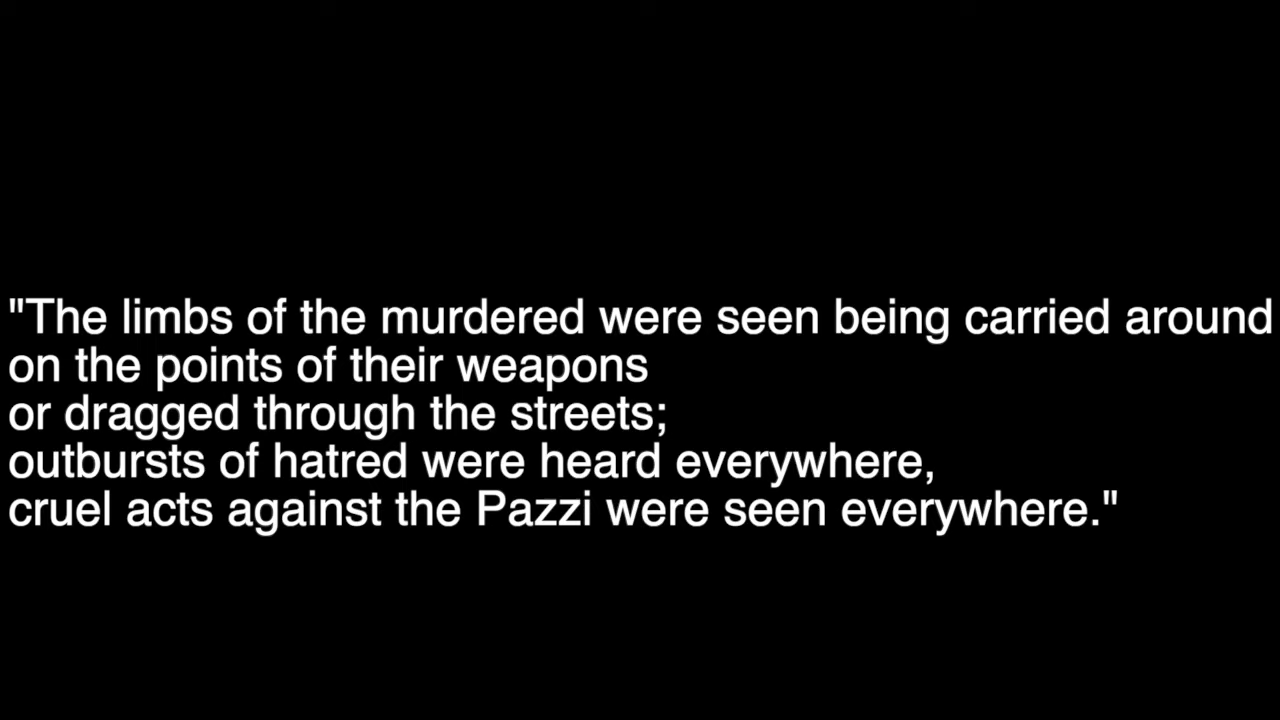 "The limbs of the murdered were seen being carried around
on the points of their weapons
or dragged through the streets;
outbursts of hatred were heard everywhere,
cruel acts against the Pazzi were seen everywhere."